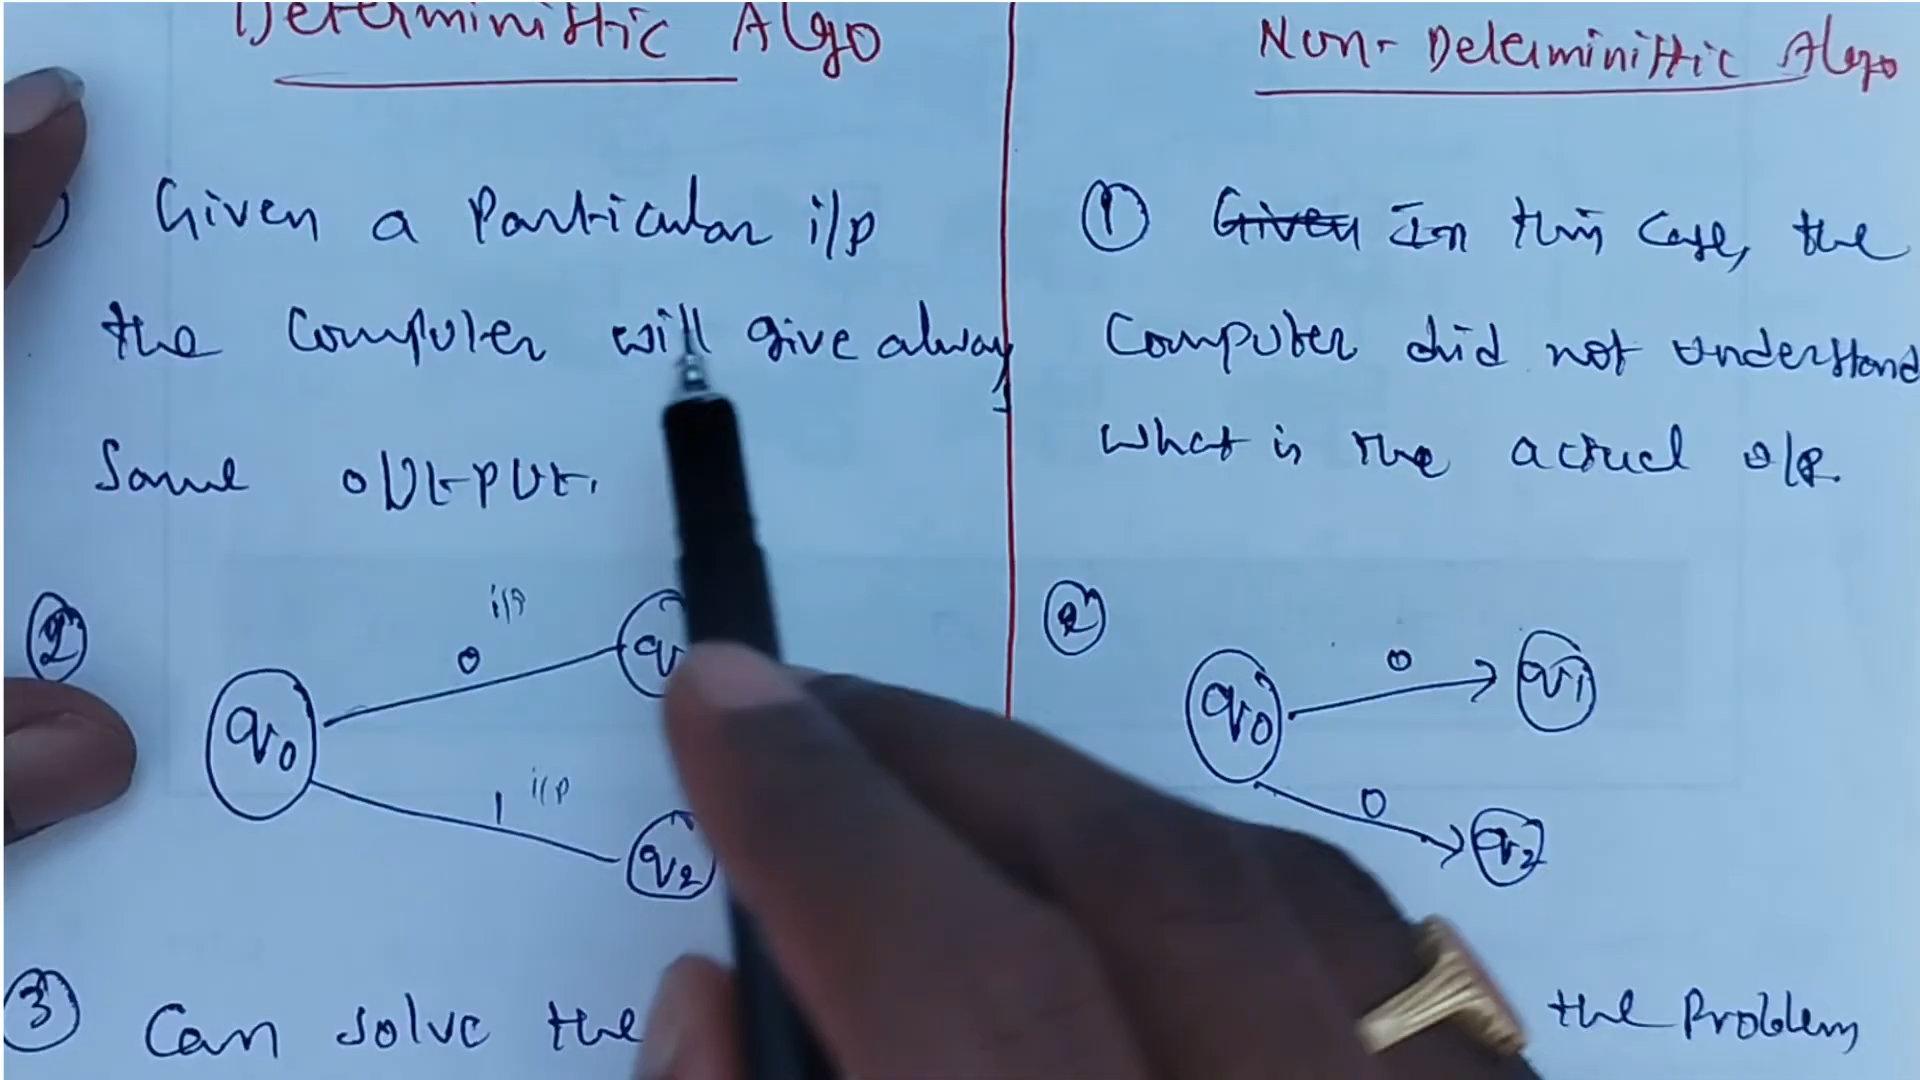 Deterministic Algo
Given a Particular i/p
the Computer will give alway
Same output.
2
i/p
0
q0
1 i/p
q2
3 Can solve the
Non-Deterministic Algo
1 Given In this Case, the
Computer did not understand
What is the actual o/p.
2
0
q1
q0
0
q2
the Problem